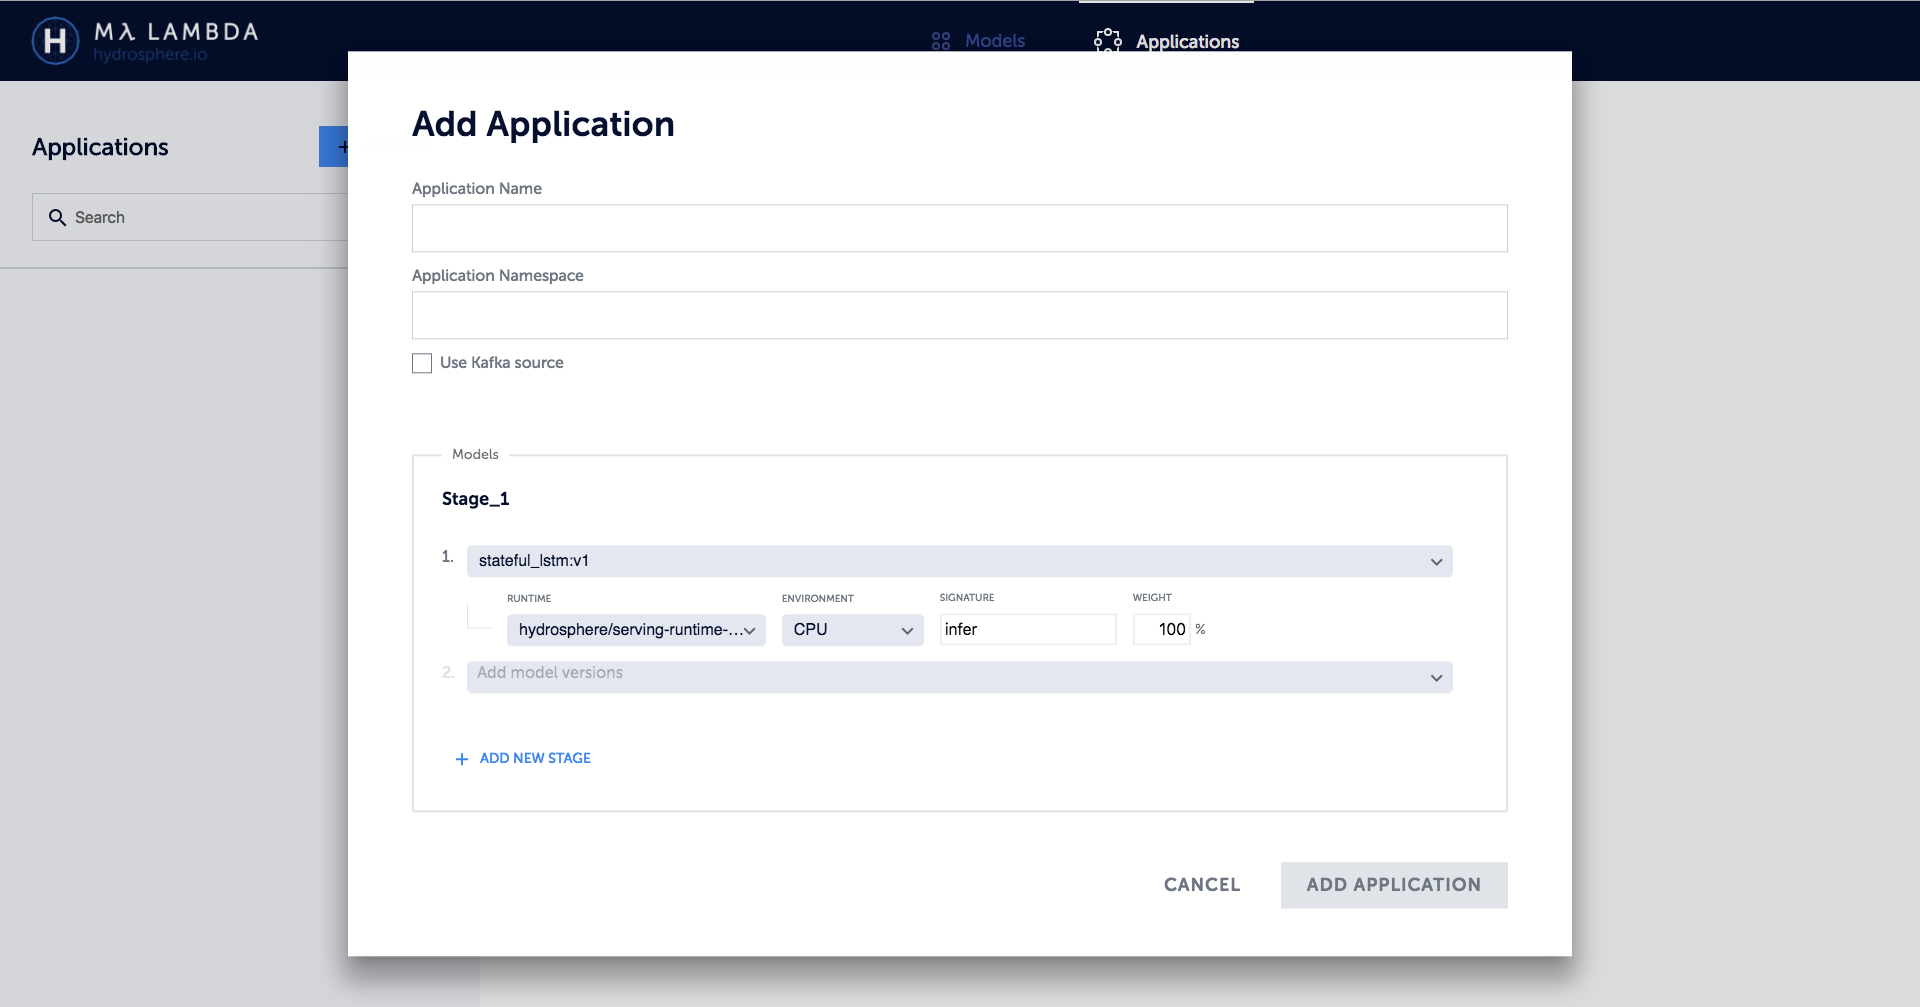 H Mλ LAMBDA
hydrosphere.io
Models
Applications
Applications
+
Search
Add Application
Application Name
Application Namespace
Use Kafka source
Models
Stage_1
1. stateful_lstm:v1
RUNTIME ENVIRONMENT SIGNATURE WEIGHT
hydrosphere/serving-runtime-... CPU infer 100 %
2. Add model versions
+ ADD NEW STAGE
CANCEL ADD APPLICATION